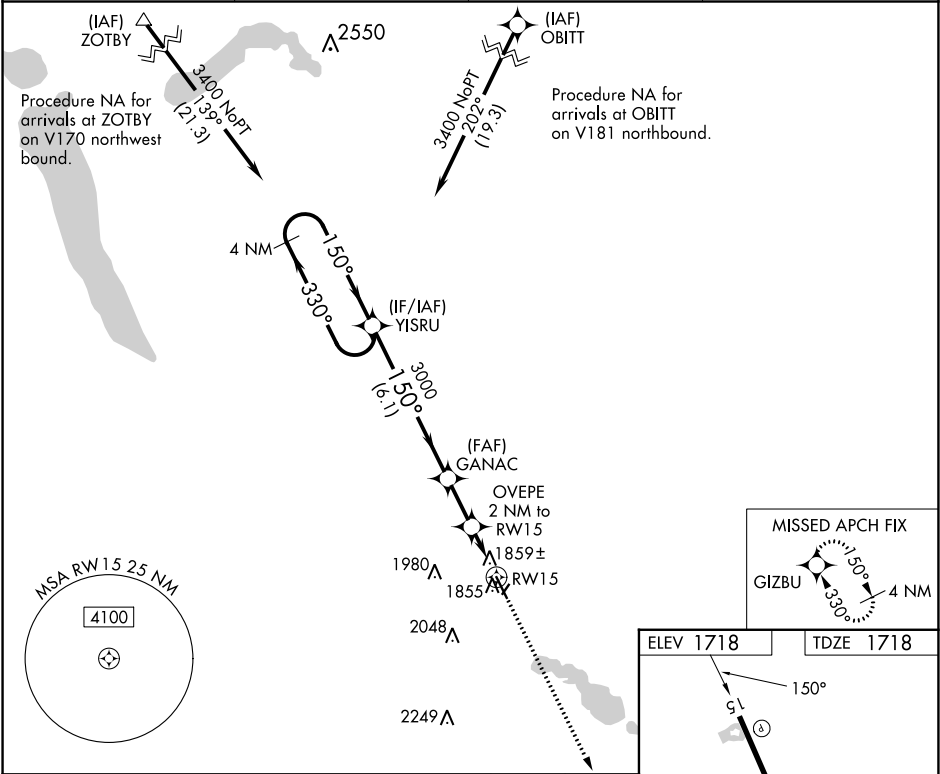 (IAF)
ZOTBY
2550
(IAF)
OBITT
3400 NoPT
139°
(21.3)
3400 NoPT
202°
(19.3)
Procedure NA for
arrivals at ZOTBY
on V170 northwest
bound.
Procedure NA for
arrivals at OBITT
on V181 northbound.
4 NM
150°
330°
(IF/IAF)
YISRU
3000
150°
(6.1)
(FAF)
GANAC
OVEPE
2 NM to
RW15
1859±
1980
RW15
1855
2048
2249
MSA RW15 25 NM
4100
MISSED APCH FIX
GIZBU
150°
330°
4 NM
ELEV 1718
TDZE 1718
150°
15
P